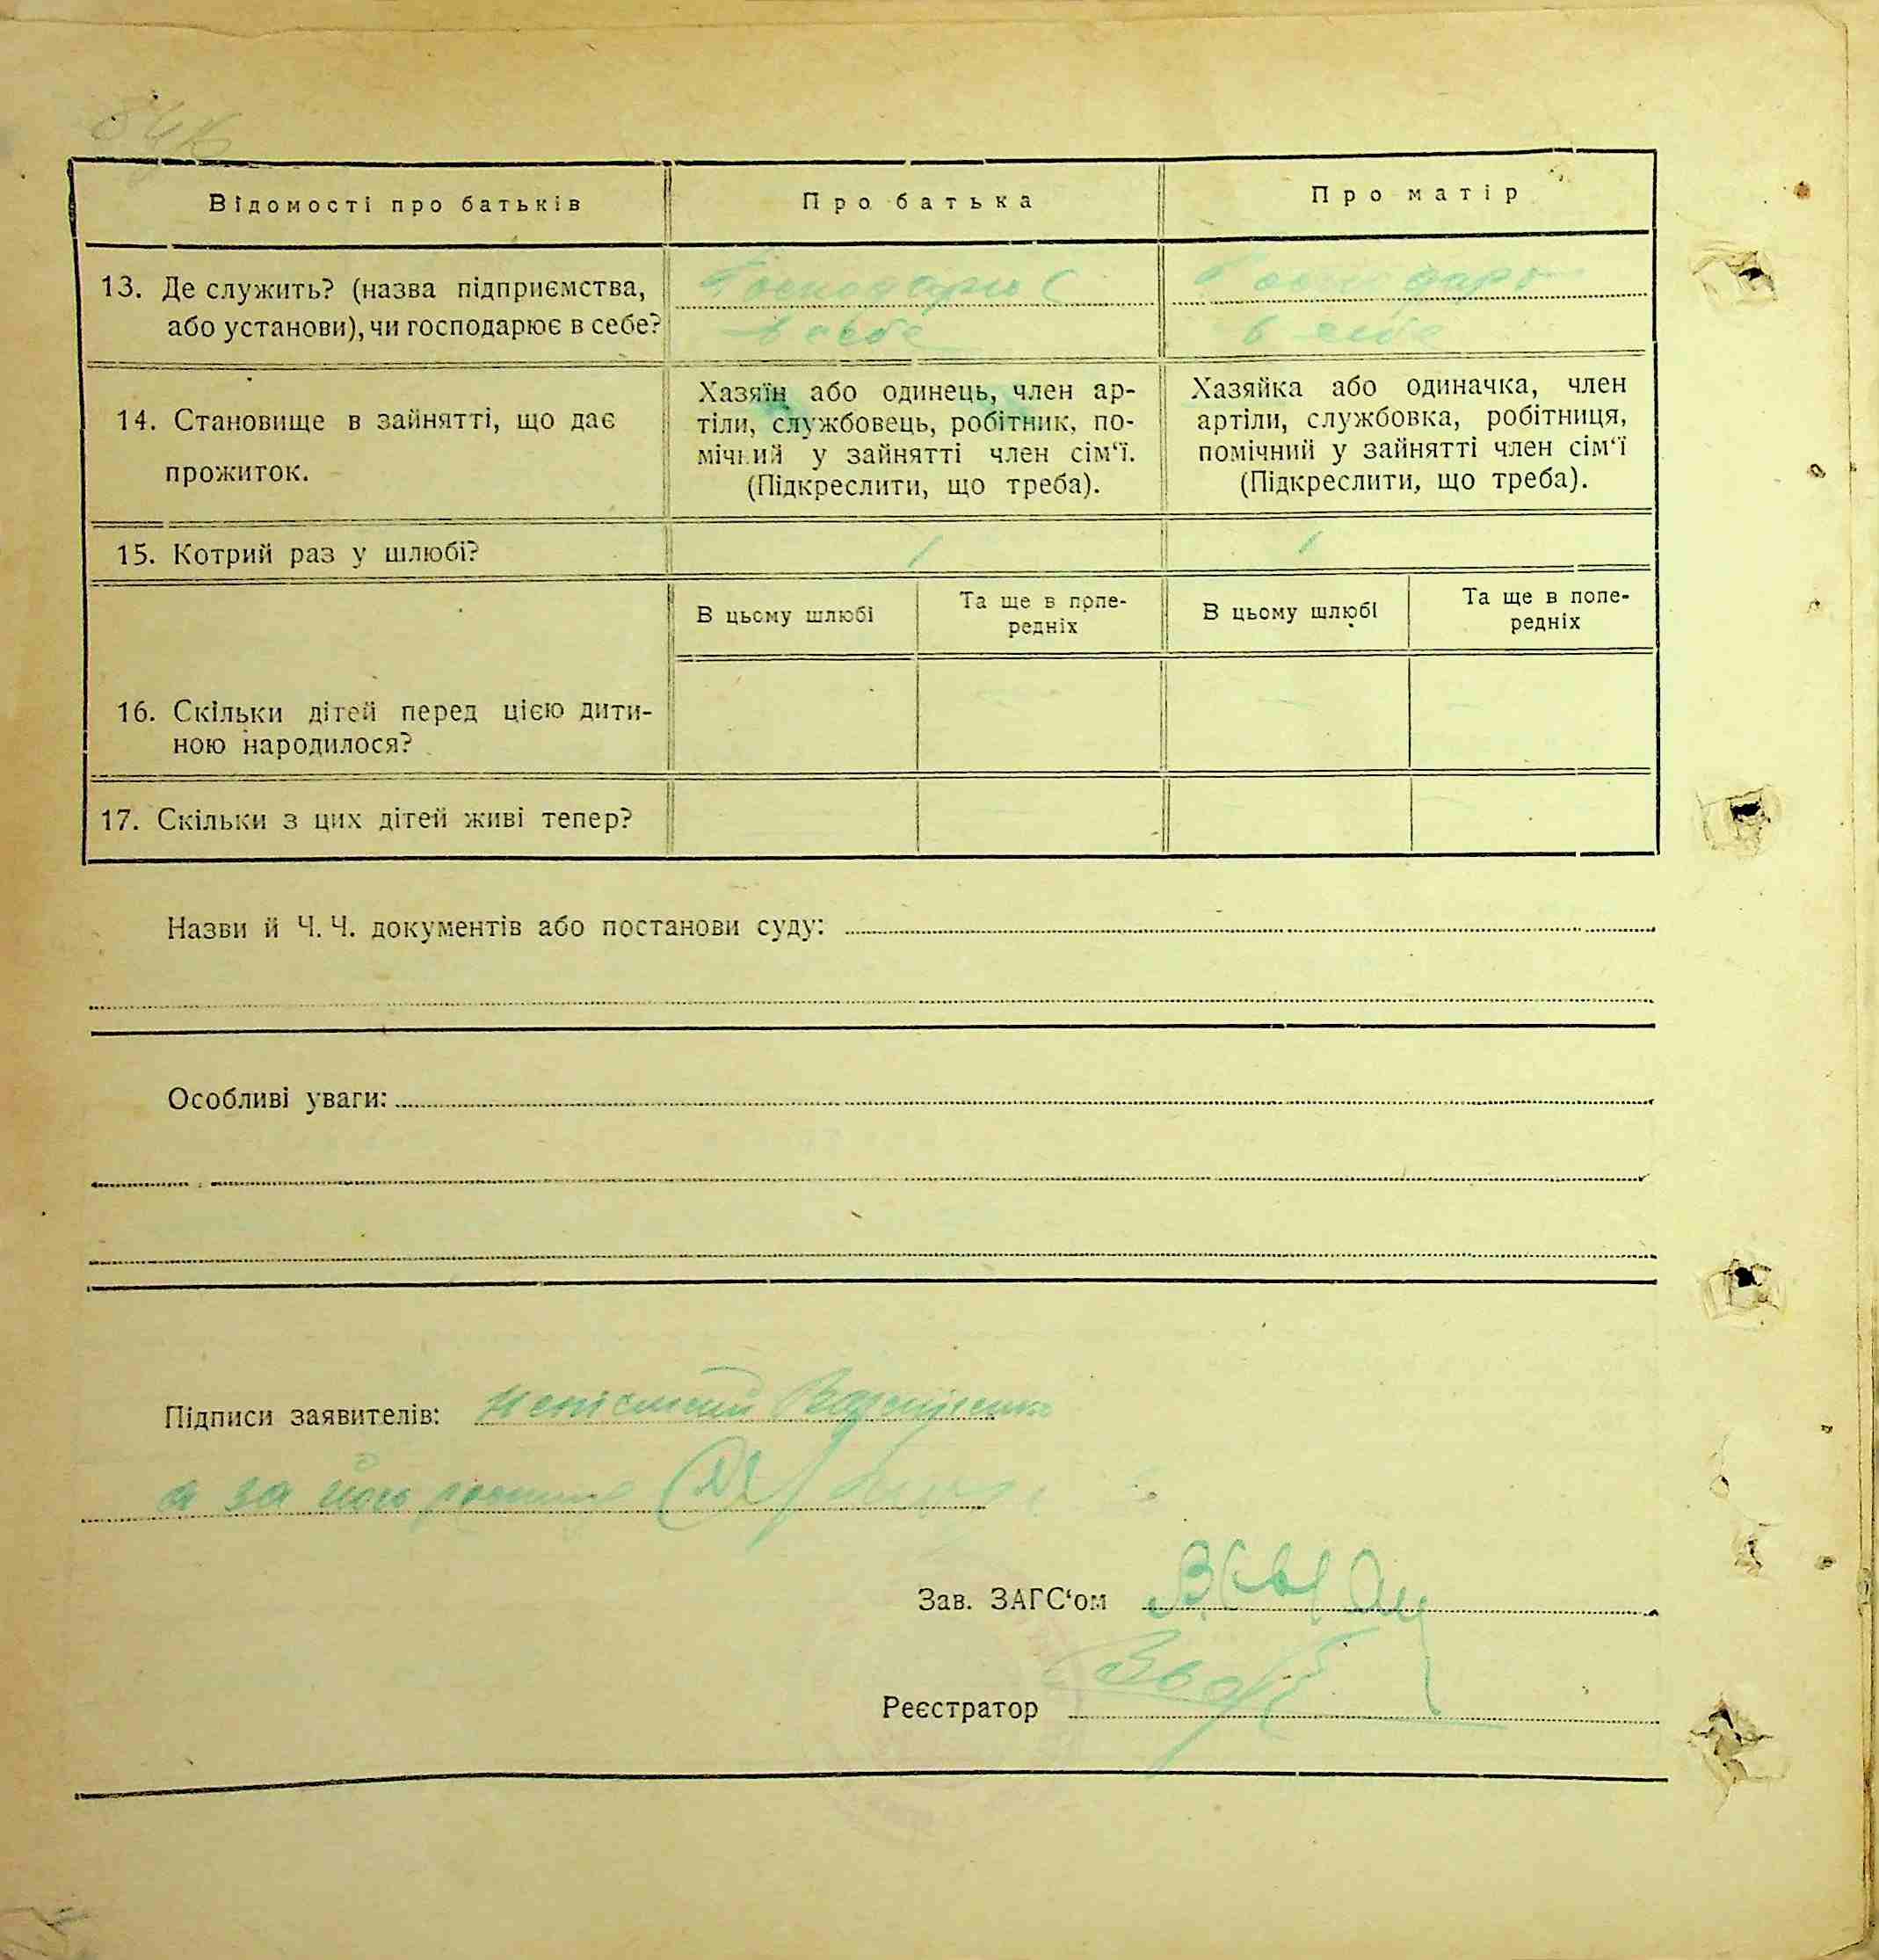 Відомості про батьків
Про батька
Про матір
13. Де служить? (назва підприємства,
або установи), чи господарює в себе?
Господарює
в себе
Господарює
в себе
14. Становище в зайнятті, що дає
прожиток.
Хазяїн або одинець, член ар-
тіли, службовець, робітник, по-
мічний у зайнятті член сім‘ї.
(Підкреслити, що треба).
Хазяйка або одиначка, член
артіли, службовка, робітниця,
помічний у зайнятті член сім‘ї
(Підкреслити, що треба).
15. Котрий раз у шлюбі?
1
1
В цьому шлюбі
Та ще в попе-
редніх
В цьому шлюбі
Та ще в попе-
редніх
16. Скільки дітей перед цією дити-
ною народилося?
17. Скільки з цих дітей живі тепер?
Назви й Ч. Ч. документів або постанови суду:
Особливі уваги:
Підписи заявителів: неписьмений
а за його
Зав. ЗАГС‘ом
Реєстратор